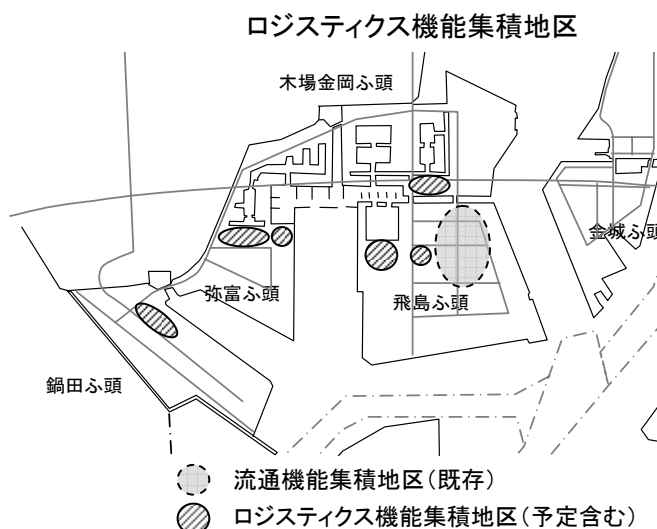 ロジスティクス機能集積地区
木場金岡ふ頭
金城ふ頭
弥富ふ頭
飛島ふ頭
鍋田ふ頭
流通機能集積地区(既存)
ロジスティクス機能集積地区(予定含む)